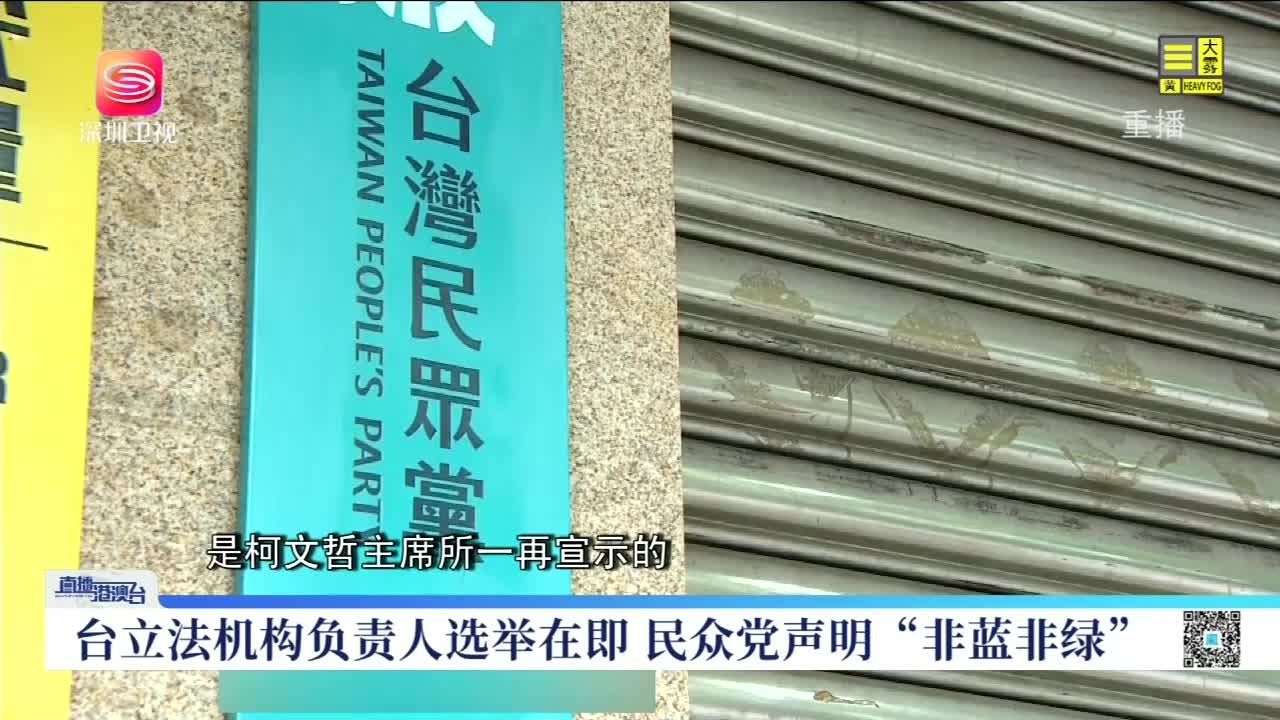 深圳卫视
大雾
黄 HEAVY FOG
重播
台灣民眾黨
TAIWAN PEOPLE'S PARTY
是柯文哲主席所一再宣示的
直播港澳台
台立法机构负责人选举在即 民众党声明“非蓝非绿”